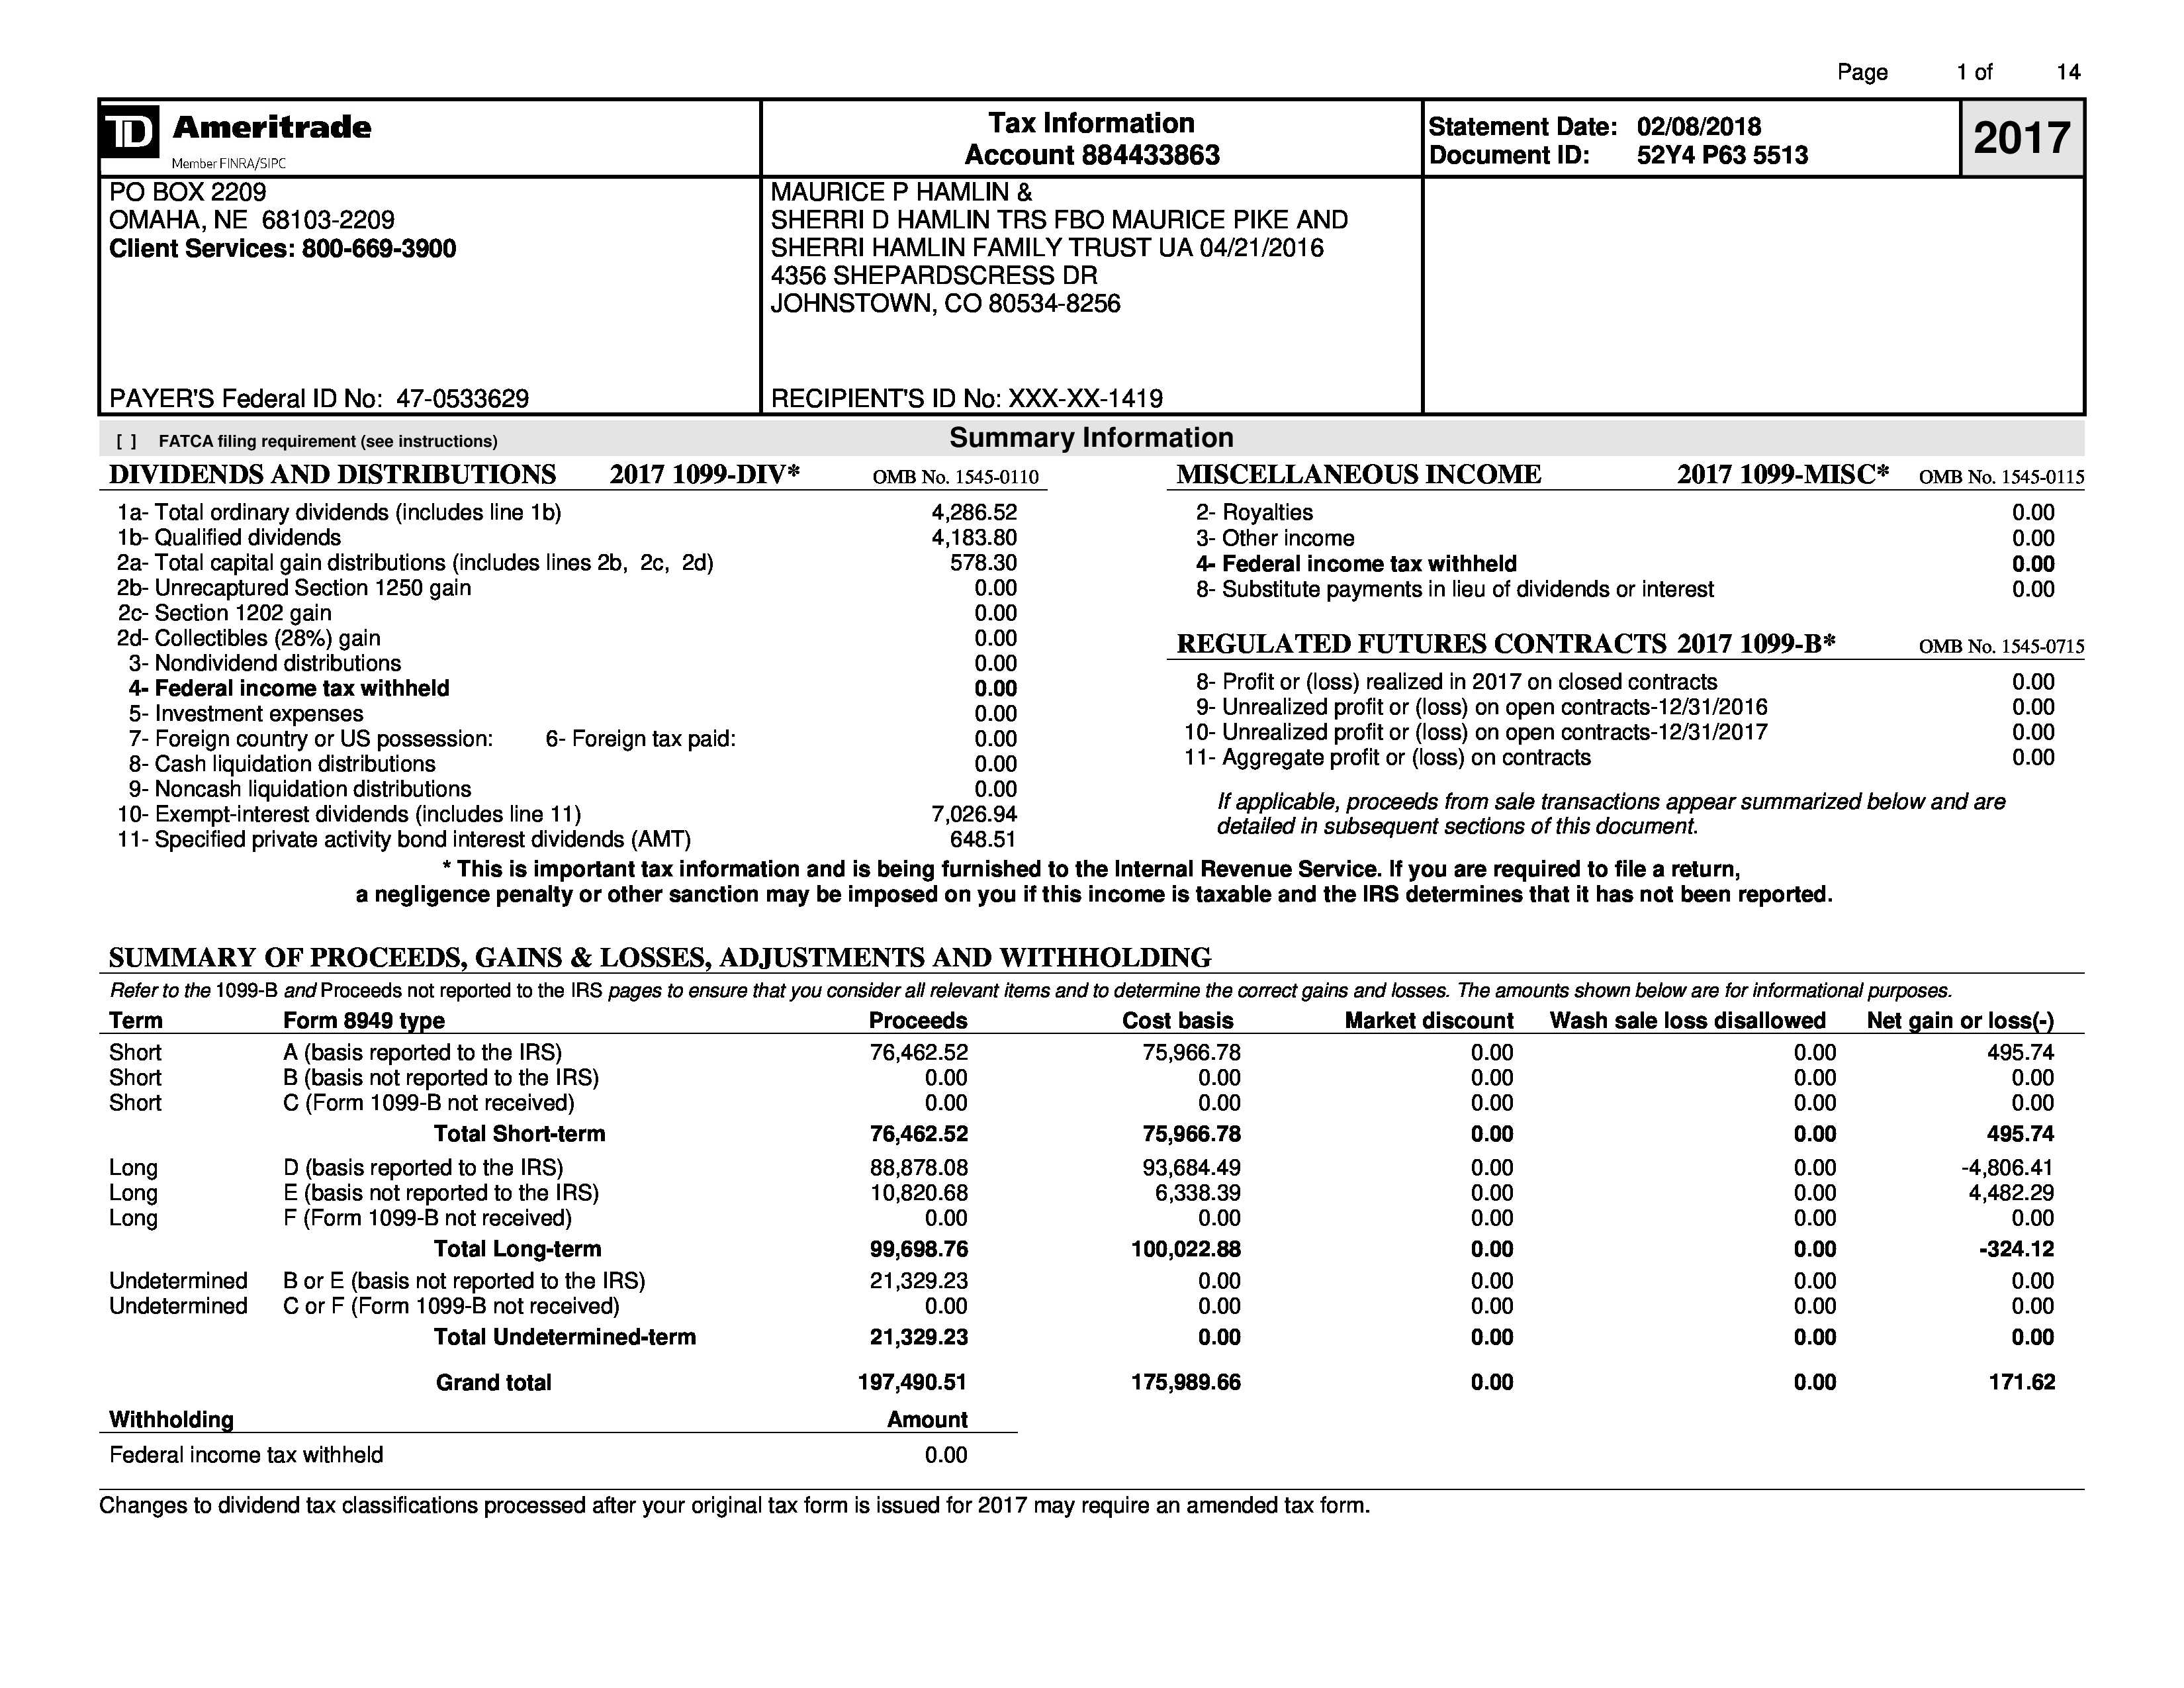 Page 1 of 14
TD Ameritrade
Member FINRA/SIPC
Tax Information
Account 884433863
Statement Date: 02/08/2018
Document ID: 52Y4 P63 5513
2017
PO BOX 2209
OMAHA, NE 68103-2209
Client Services: 800-669-3900
PAYER'S Federal ID No: 47-0533629
MAURICE P HAMLIN &
SHERRI D HAMLIN TRS FBO MAURICE PIKE AND
SHERRI HAMLIN FAMILY TRUST UA 04/21/2016
4356 SHEPARDSCRESS DR
JOHNSTOWN, CO 80534-8256
RECIPIENT'S ID No: XXX-XX-1419
[ ] FATCA filing requirement (see instructions)
Summary Information
DIVIDENDS AND DISTRIBUTIONS 2017 1099-DIV* OMB No. 1545-0110
1a- Total ordinary dividends (includes line 1b) 4,286.52
1b- Qualified dividends 4,183.80
2a- Total capital gain distributions (includes lines 2b, 2c, 2d) 578.30
2b- Unrecaptured Section 1250 gain 0.00
2c- Section 1202 gain 0.00
2d- Collectibles (28%) gain 0.00
3- Nondividend distributions 0.00
4- Federal income tax withheld 0.00
5- Investment expenses 0.00
7- Foreign country or US possession: 6- Foreign tax paid: 0.00
8- Cash liquidation distributions 0.00
9- Noncash liquidation distributions 0.00
10- Exempt-interest dividends (includes line 11) 7,026.94
11- Specified private activity bond interest dividends (AMT) 648.51
MISCELLANEOUS INCOME 2017 1099-MISC* OMB No. 1545-0115
2- Royalties 0.00
3- Other income 0.00
4- Federal income tax withheld 0.00
8- Substitute payments in lieu of dividends or interest 0.00
REGULATED FUTURES CONTRACTS 2017 1099-B* OMB No. 1545-0715
8- Profit or (loss) realized in 2017 on closed contracts 0.00
9- Unrealized profit or (loss) on open contracts-12/31/2016 0.00
10- Unrealized profit or (loss) on open contracts-12/31/2017 0.00
11- Aggregate profit or (loss) on contracts 0.00
If applicable, proceeds from sale transactions appear summarized below and are
detailed in subsequent sections of this document.
* This is important tax information and is being furnished to the Internal Revenue Service. If you are required to file a return,
a negligence penalty or other sanction may be imposed on you if this income is taxable and the IRS determines that it has not been reported.
SUMMARY OF PROCEEDS, GAINS & LOSSES, ADJUSTMENTS AND WITHHOLDING
Refer to the 1099-B and Proceeds not reported to the IRS pages to ensure that you consider all relevant items and to determine the correct gains and losses. The amounts shown below are for informational purposes.
Term Form 8949 type Proceeds Cost basis Market discount Wash sale loss disallowed Net gain or loss(-)
Short A (basis reported to the IRS) 76,462.52 75,966.78 0.00 0.00 495.74
Short B (basis not reported to the IRS) 0.00 0.00 0.00 0.00 0.00
Short C (Form 1099-B not received) 0.00 0.00 0.00 0.00 0.00
Total Short-term 76,462.52 75,966.78 0.00 0.00 495.74
Long D (basis reported to the IRS) 88,878.08 93,684.49 0.00 0.00 -4,806.41
Long E (basis not reported to the IRS) 10,820.68 6,338.39 0.00 0.00 4,482.29
Long F (Form 1099-B not received) 0.00 0.00 0.00 0.00 0.00
Total Long-term 99,698.76 100,022.88 0.00 0.00 -324.12
Undetermined B or E (basis not reported to the IRS) 21,329.23 0.00 0.00 0.00 0.00
Undetermined C or F (Form 1099-B not received) 0.00 0.00 0.00 0.00 0.00
Total Undetermined-term 21,329.23 0.00 0.00 0.00 0.00
Grand total 197,490.51 175,989.66 0.00 0.00 171.62
Withholding Amount
Federal income tax withheld 0.00
Changes to dividend tax classifications processed after your original tax form is issued for 2017 may require an amended tax form.